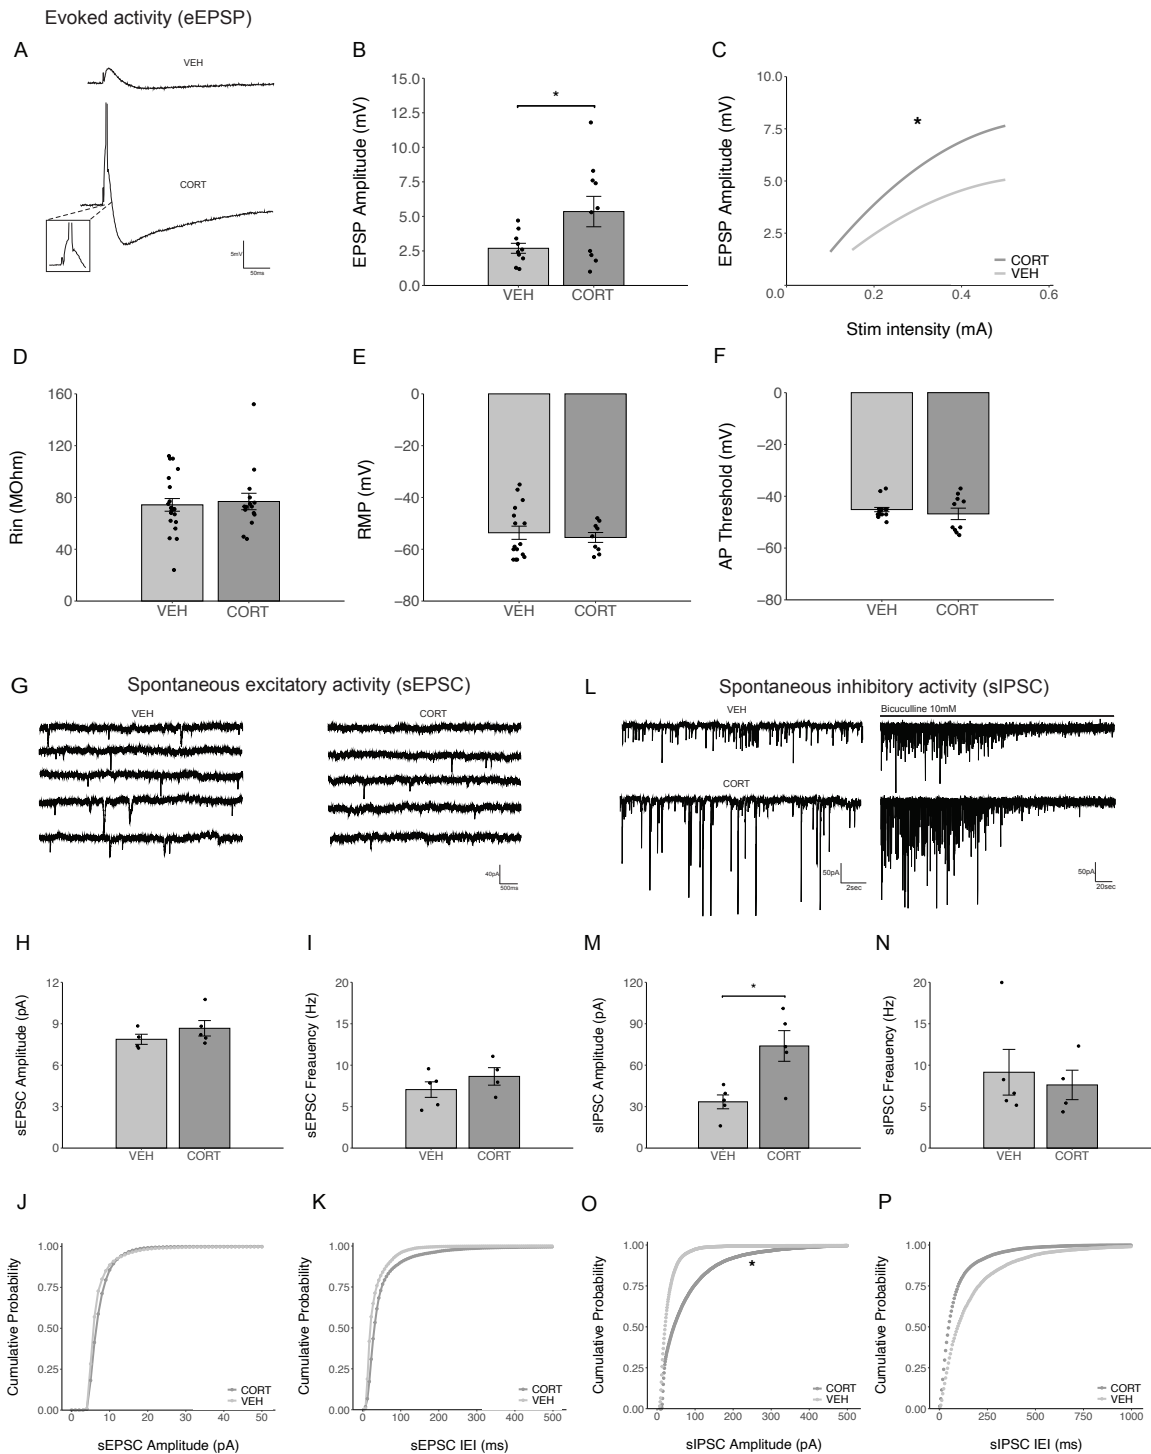 Evoked activity (eEPSP)
A
VEH
CORT
5mV
50ms
B
EPSP Amplitude (mV)
15.0
12.5
10.0
7.5
5.0
2.5
0.0
*
VEH
CORT
C
EPSP Amplitude (mV)
10.0
7.5
5.0
2.5
0.0
*
CORT
VEH
0.2
0.4
0.6
Stim intensity (mA)
D
Rin (MOhm)
160
120
80
40
0
VEH
CORT
E
RMP (mV)
0
−20
−40
−60
−80
VEH
CORT
F
AP Threshold (mV)
0
−20
−40
−60
−80
VEH
CORT
G
Spontaneous excitatory activity (sEPSC)
VEH
CORT
40pA
500ms
L
Spontaneous inhibitory activity (sIPSC)
VEH
Bicuculline 10mM
CORT
50pA
2sec
50pA
20sec
H
sEPSC Amplitude (pA)
12
9
6
3
0
VEH
CORT
I
sEPSC Freauency (Hz)
20
15
10
5
0
VEH
CORT
M
sIPSC Amplitude (pA)
120
90
60
30
0
*
VEH
CORT
N
sIPSC Freauency (Hz)
20
15
10
5
0
VEH
CORT
J
Cumulative Probability
1.00
0.75
0.50
0.25
0.00
CORT
VEH
0
10
20
30
40
50
sEPSC Amplitude (pA)
K
Cumulative Probability
1.00
0.75
0.50
0.25
0.00
CORT
VEH
0
100
200
300
400
500
sEPSC IEI (ms)
O
Cumulative Probability
1.00
0.75
0.50
0.25
0.00
*
CORT
VEH
0
100
200
300
400
500
sIPSC Amplitude (pA)
P
Cumulative Probability
1.00
0.75
0.50
0.25
0.00
CORT
VEH
0
250
500
750
1000
sIPSC IEI (ms)